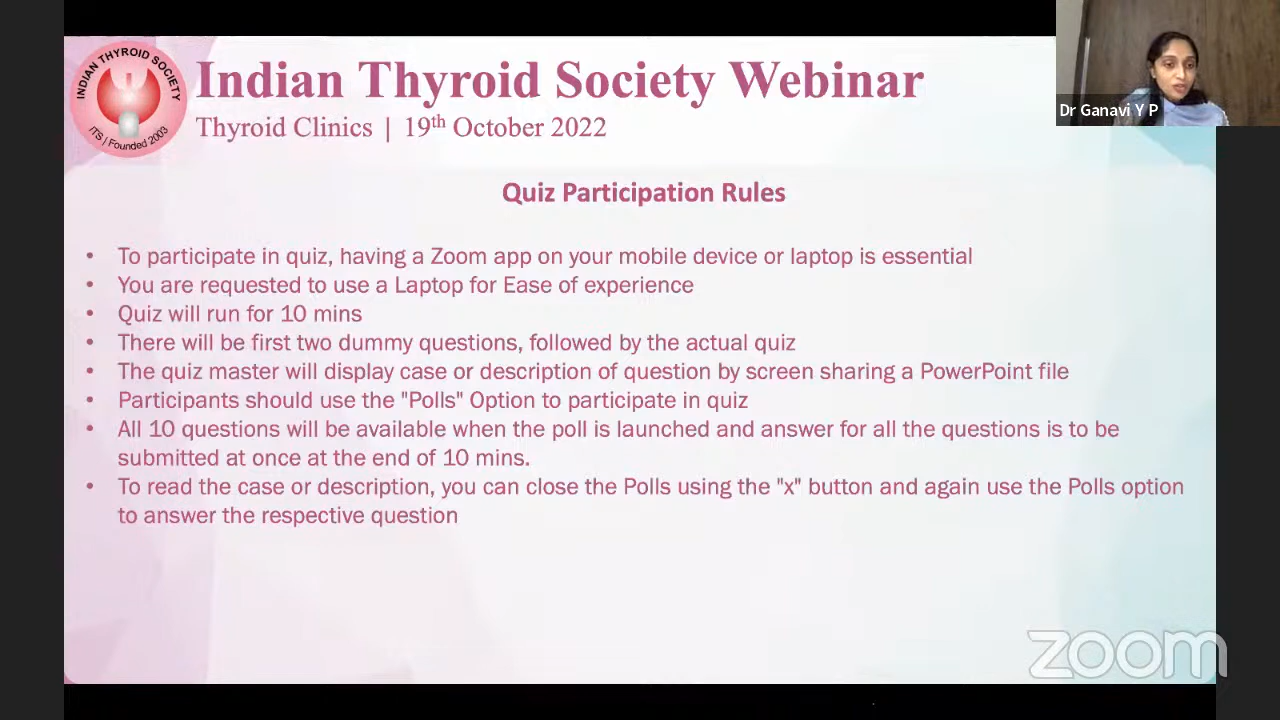 INDIAN THYROID SOCIETY
ITS / Founded 2003
Indian Thyroid Society Webinar
Thyroid Clinics | 19th October 2022
Dr Ganavi Y P
Quiz Participation Rules
• To participate in quiz, having a Zoom app on your mobile device or laptop is essential
• You are requested to use a Laptop for Ease of experience
• Quiz will run for 10 mins
• There will be first two dummy questions, followed by the actual quiz
• The quiz master will display case or description of question by screen sharing a PowerPoint file
• Participants should use the "Polls" Option to participate in quiz
• All 10 questions will be available when the poll is launched and answer for all the questions is to be
submitted at once at the end of 10 mins.
• To read the case or description, you can close the Polls using the "x" button and again use the Polls option
to answer the respective question
zoom